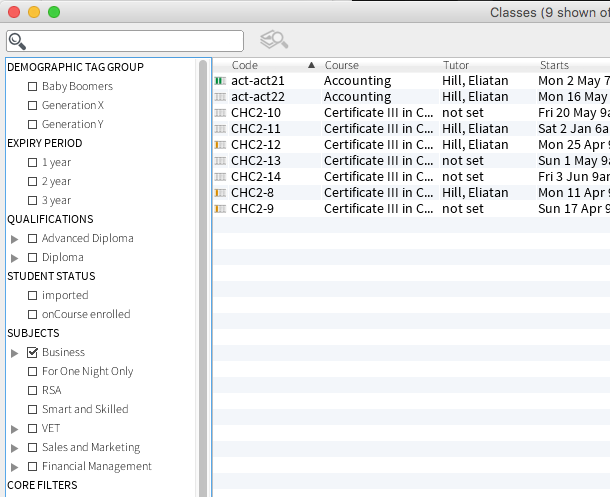 Classes (9 shown of
DEMOGRAPHIC TAG GROUP
Baby Boomers
Generation X
Generation Y
EXPIRY PERIOD
1 year
2 year
3 year
QUALIFICATIONS
Advanced Diploma
Diploma
STUDENT STATUS
imported
onCourse enrolled
SUBJECTS
Business
For One Night Only
RSA
Smart and Skilled
VET
Sales and Marketing
Financial Management
CORE FILTERS
Code Course Tutor Starts
act-act21 Accounting Hill, Eliatan Mon 2 May 7
act-act22 Accounting Hill, Eliatan Mon 16 May
CHC2-10 Certificate III in C... not set Fri 20 May 9a
CHC2-11 Certificate III in C... Hill, Eliatan Sat 2 Jan 6a
CHC2-12 Certificate III in C... Hill, Eliatan Mon 25 Apr 9
CHC2-13 Certificate III in C... not set Sun 1 May 9a
CHC2-14 Certificate III in C... not set Fri 3 Jun 9ar
CHC2-8 Certificate III in C... Hill, Eliatan Mon 11 Apr 9
CHC2-9 Certificate III in C... not set Sun 17 Apr 9